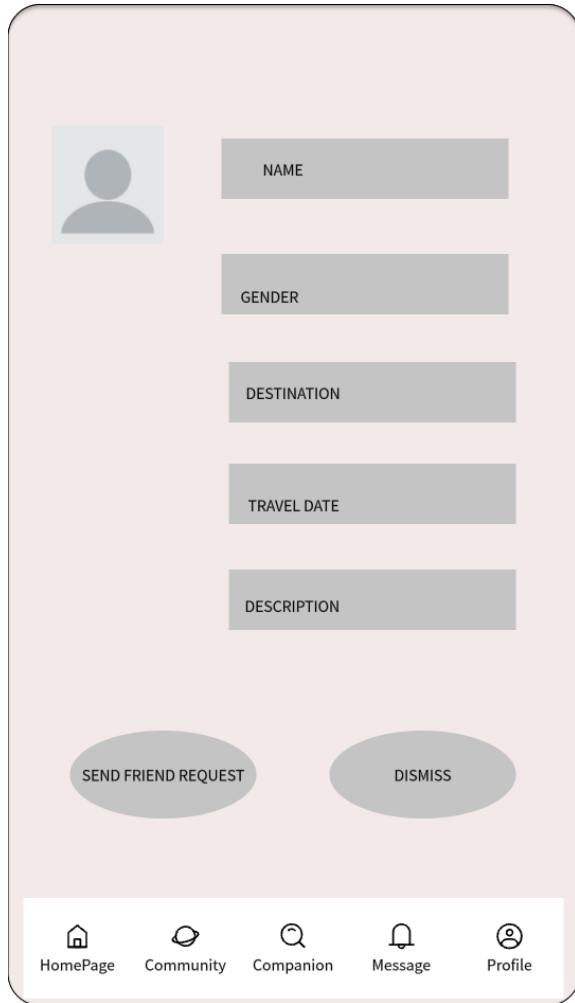 NAME
GENDER
DESTINATION
TRAVEL DATE
DESCRIPTION
SEND FRIEND REQUEST
DISMISS
HomePage
Community
Companion
Message
Profile